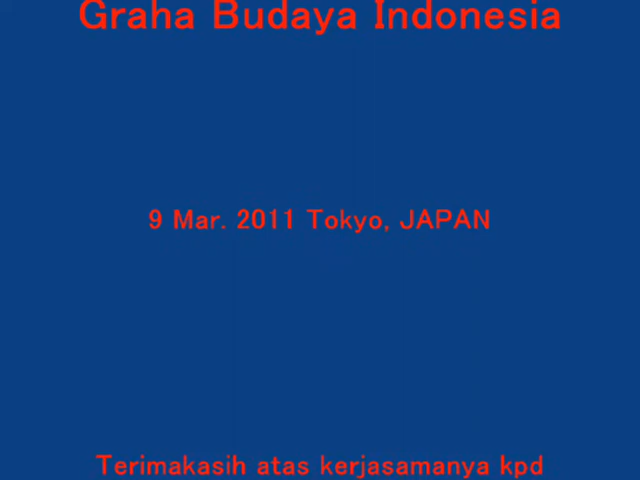 Graha Budaya Indonesia
9 Mar. 2011 Tokyo, JAPAN
Terimakasih atas kerjasamanya kpd